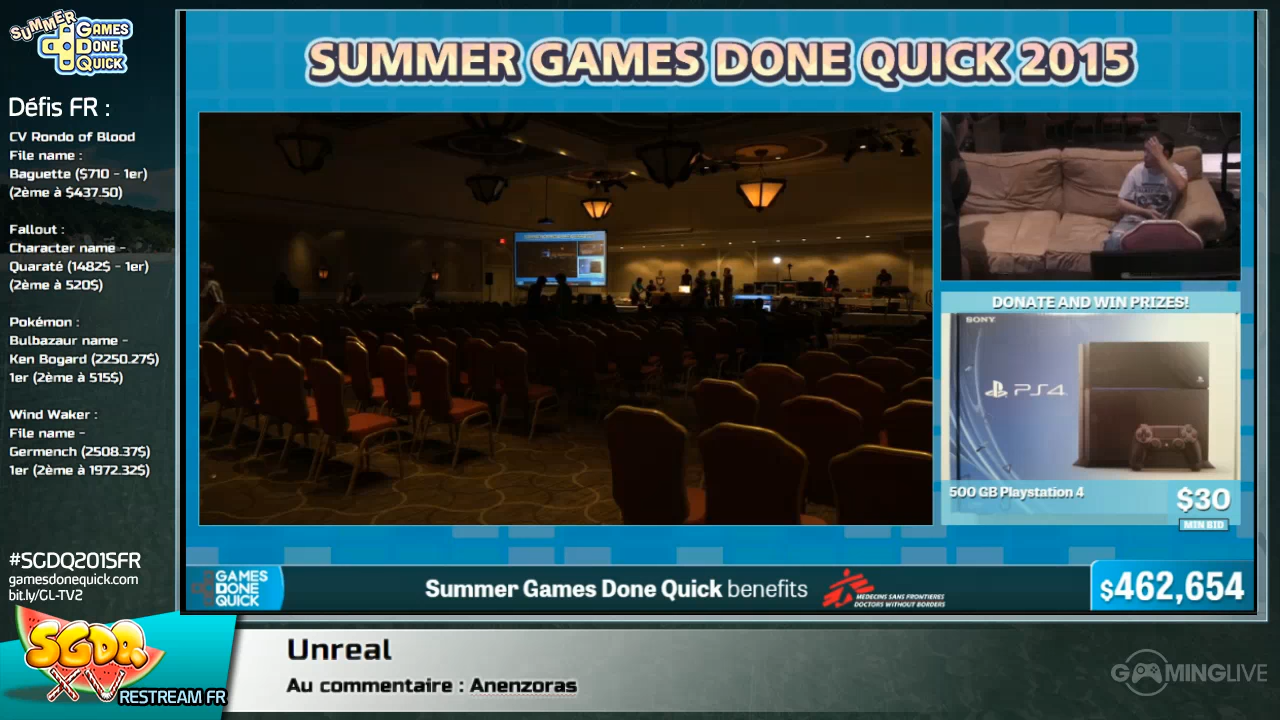 SUMMER GAMES DONE QUICK
Défis FR :
CV Rondo of Blood
File name :
Baguette ($710 - 1er)
(2ème à $437.50)
Fallout :
Character name -
Quaraté (1482$ - 1er)
(2ème à 520$)
Pokémon :
Bulbazaur name -
Ken Bogard (2250.27$)
1er (2ème à 515$)
Wind Waker :
File name -
Germench (2508.37$)
1er (2ème à 1972.32$)
#SGDQ2015FR
gamesdonequick.com
bit.ly/GL-TV2
SGDQ
XV
RESTREAM FR
SUMMER GAMES DONE QUICK 2015
DONATE AND WIN PRIZES!
SONY
PS4
500 GB Playstation 4
$30
MIN BID
GAMES
DONE
QUICK
Summer Games Done Quick benefits
MEDECINS SANS FRONTIERES
DOCTORS WITHOUT BORDERS
$462,654
Unreal
Au commentaire : Anenzoras
GAMINGLIVE